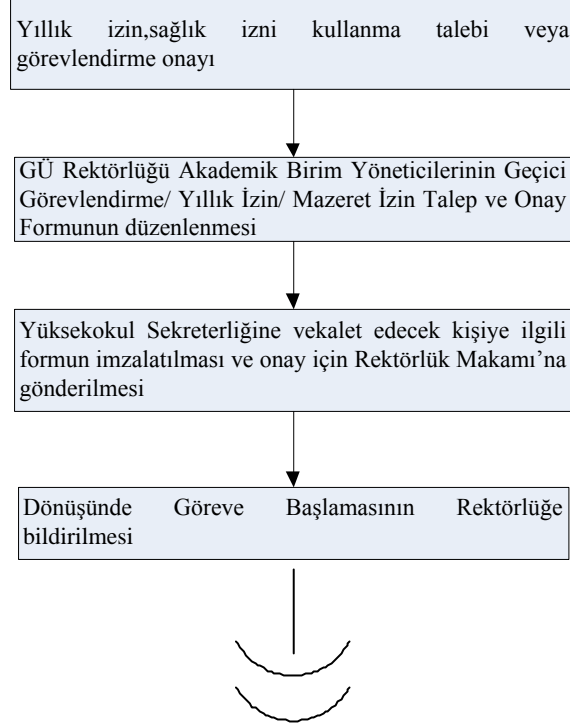 Yıllık izin,sağlık izni kullanma talebi veya
görevlendirme onayı
GÜ Rektörlüğü Akademik Birim Yöneticilerinin Geçici
Görevlendirme/ Yıllık İzin/ Mazeret İzin Talep ve Onay
Formunun düzenlenmesi
Yüksekokul Sekreterliğine vekalet edecek kişiye ilgili
formun imzalatılması ve onay için Rektörlük Makamı’na
gönderilmesi
Dönüşünde Göreve Başlamasının Rektörlüğe
bildirilmesi